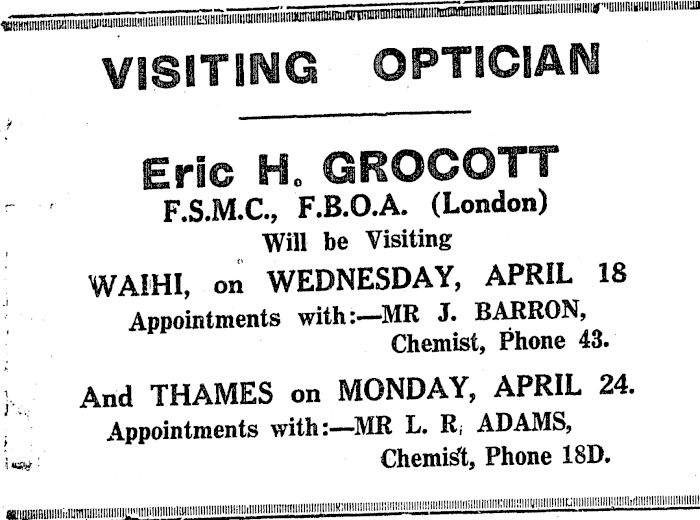 VISITING OPTICIAN
Eric H. GROCOTT
F.S.M.C., F.B.O.A. (London)
Will be Visiting
WAIHI, on WEDNESDAY, APRIL 18
Appointments with:—MR J. BARRON,
Chemist, Phone 43.
And THAMES on MONDAY, APRIL 24.
Appointments with:—MR L. R. ADAMS,
Chemist, Phone 18D.